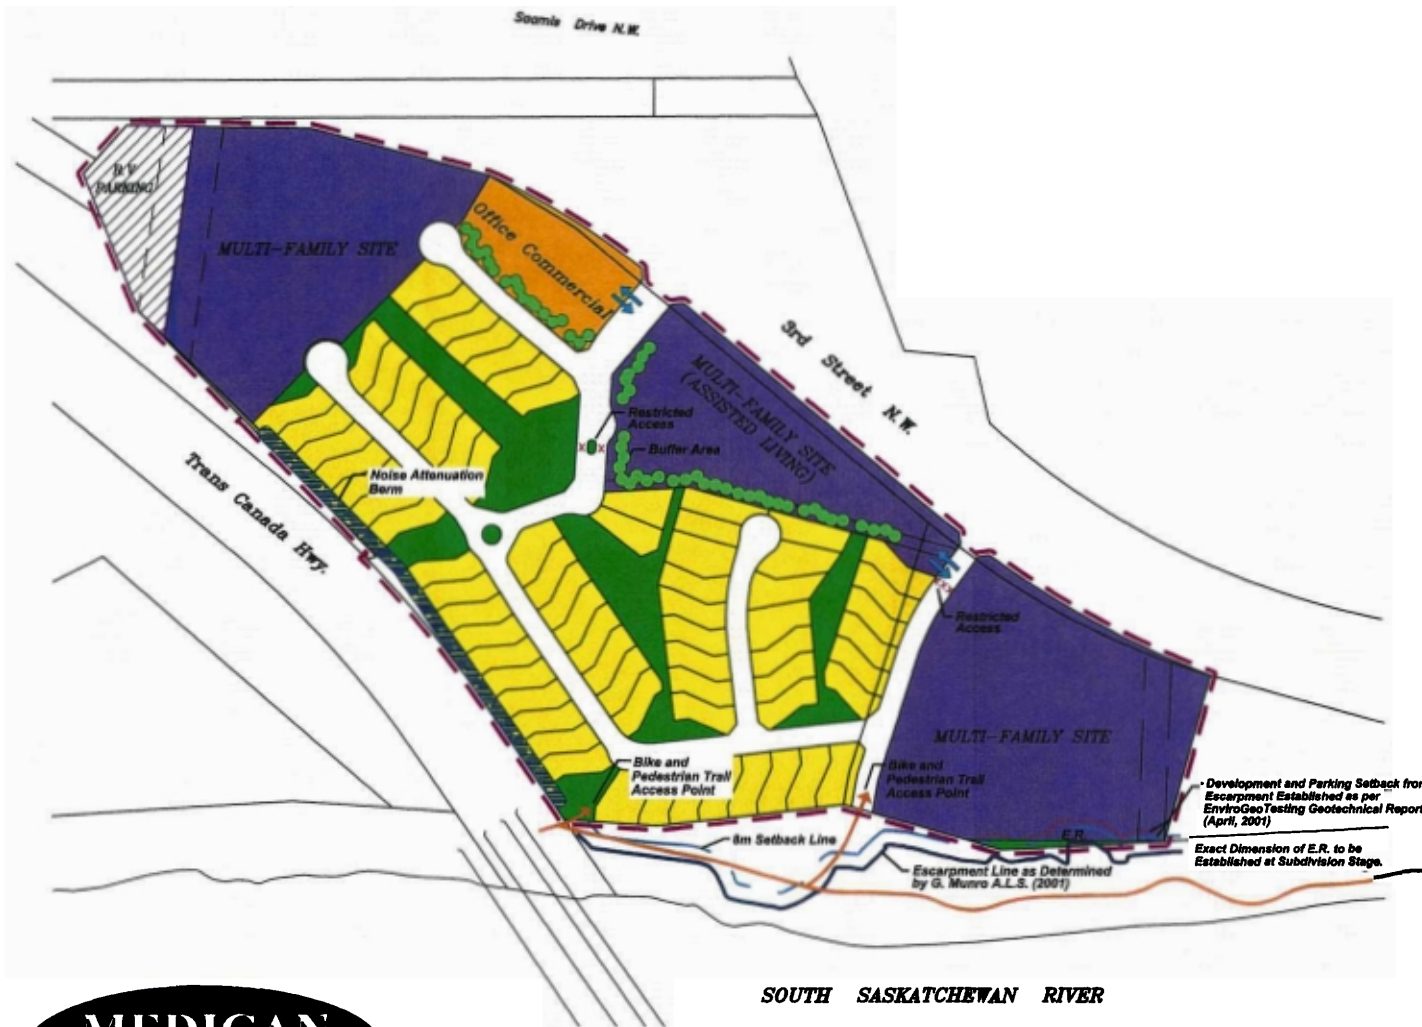 Saamis Drive N.W.
R.V.
PARKING
MULTI-FAMILY SITE
Office Commercial
3rd Street N.W.
MULTI-FAMILY SITE
(ASSISTED LIVING)
Restricted
Access
Buffer Area
Noise Attenuation
Berm
Trans Canada Hwy.
Restricted
Access
MULTI-FAMILY SITE
Bike and
Pedestrian Trail
Access Point
Bike and
Pedestrian Trail
Access Point
- Development and Parking Setback from
Escarpment Established as per
EnviroGeoTesting Geotechnical Report
(April, 2001)
E.R.
8m Setback Line
Exact Dimension of E.R. to be
Established at Subdivision Stage.
Escarpment Line as Determined
by G. Munro A.L.S. (2001)
SOUTH SASKATCHEWAN RIVER
MEDICAN